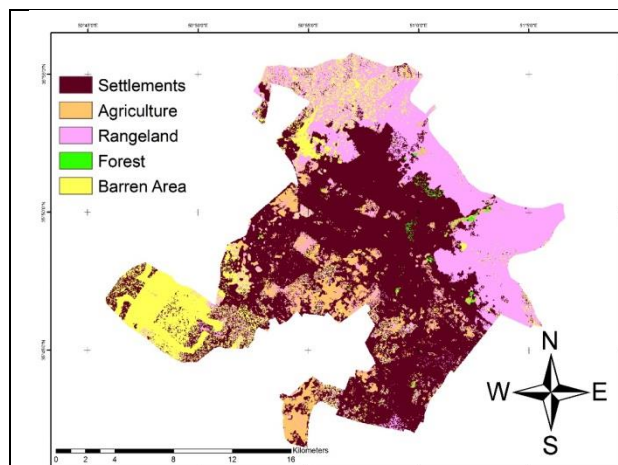 Settlements
Agriculture
Rangeland
Forest
Barren Area
N
W E
S
Kilometers
0 2 4 8 12 16